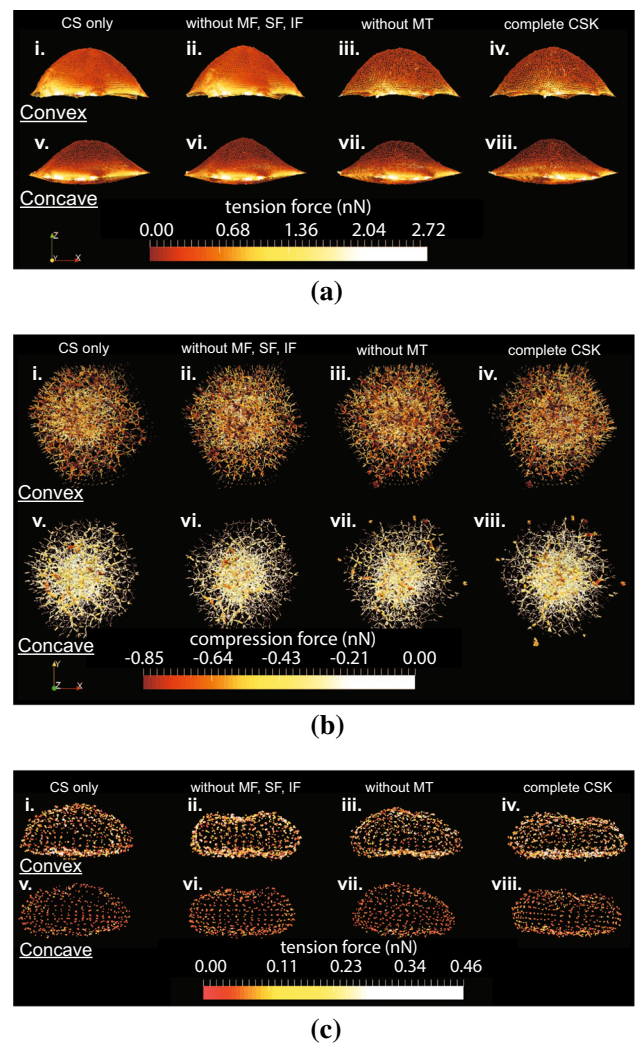 CS only without MF, SF, IF without MT complete CSK
i. ii. iii. iv.
Convex
v. vi. vii. viii.
Concave
tension force (nN)
0.00 0.68 1.36 2.04 2.72
Z
Y X
(a)
CS only without MF, SF, IF without MT complete CSK
i. ii. iii. iv.
Convex
v. vi. vii. viii.
Concave
compression force (nN)
-0.85 -0.64 -0.43 -0.21 0.00
Y
Z X
(b)
CS only without MF, SF, IF without MT complete CSK
i. ii. iii. iv.
Convex
v. vi. vii. viii.
Concave
tension force (nN)
0.00 0.11 0.23 0.34 0.46
(c)